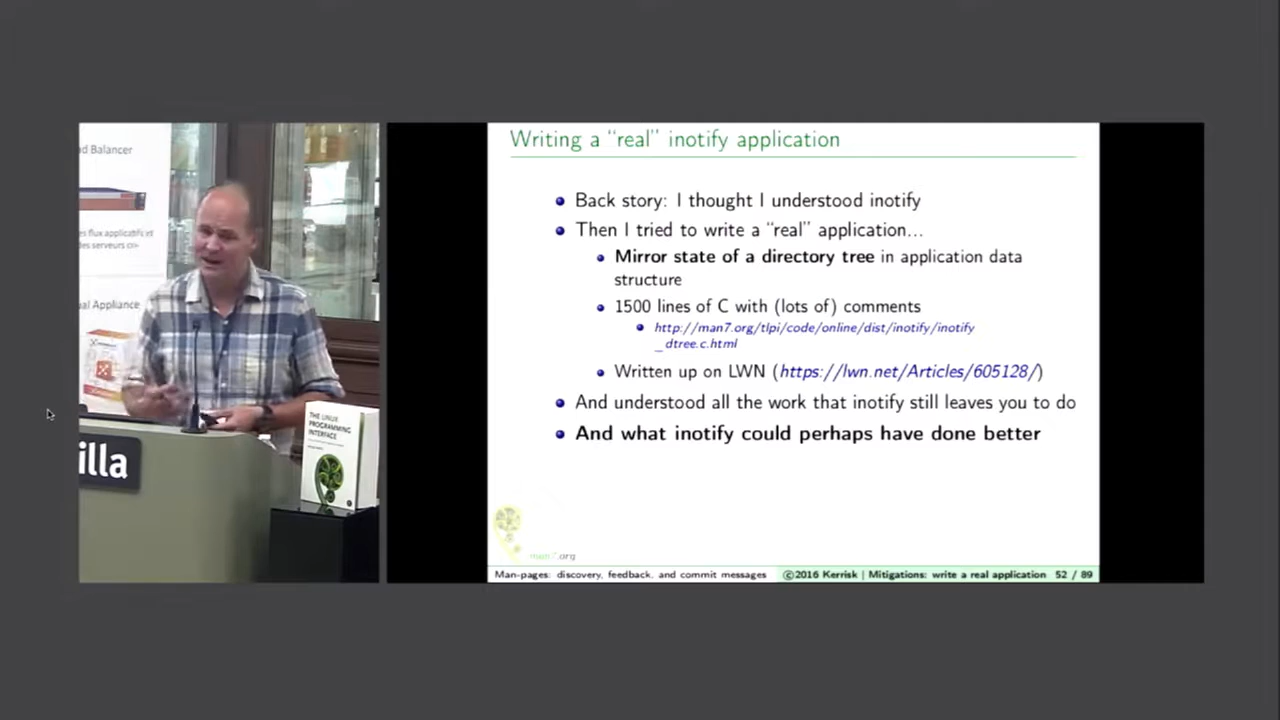 ad Balancer
es flux applicatifs et
des serveurs
ual Appliance
illa
THE LINUX
PROGRAMMING
INTERFACE
Writing a “real” inotify application
Back story: I thought I understood inotify
Then I tried to write a “real” application...
Mirror state of a directory tree in application data
structure
1500 lines of C with (lots of) comments
http://man7.org/tlpi/code/online/dist/inotify/inotify
_dtree.c.html
Written up on LWN (https://lwn.net/Articles/605128/)
And understood all the work that inotify still leaves you to do
And what inotify could perhaps have done better
man7.org
Man-pages: discovery, feedback, and commit messages ©2016 Kerrisk | Mitigations: write a real application 52 / 89